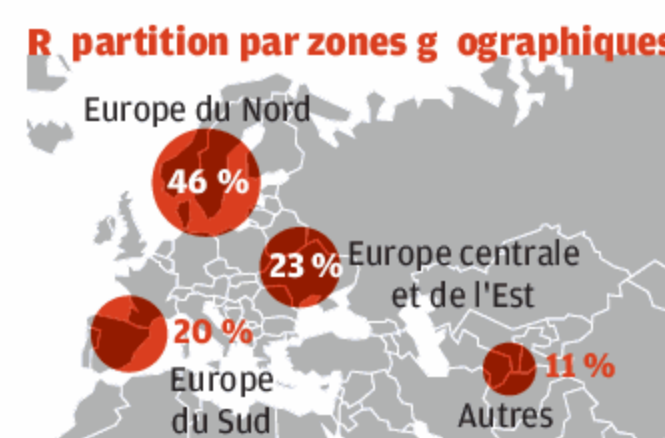 R partition par zones g ographiques
Europe du Nord
46 %
23 %
Europe centrale
et de l'Est
20 %
Europe
du Sud
11 %
Autres